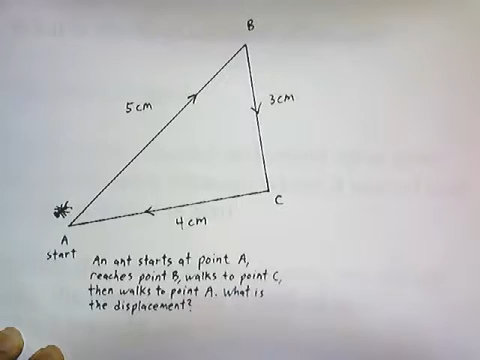 B
5cm
3cm
C
4cm
A
start
An ant starts at point A,
reaches point B, walks to point C,
then walks to point A. What is
the displacement?